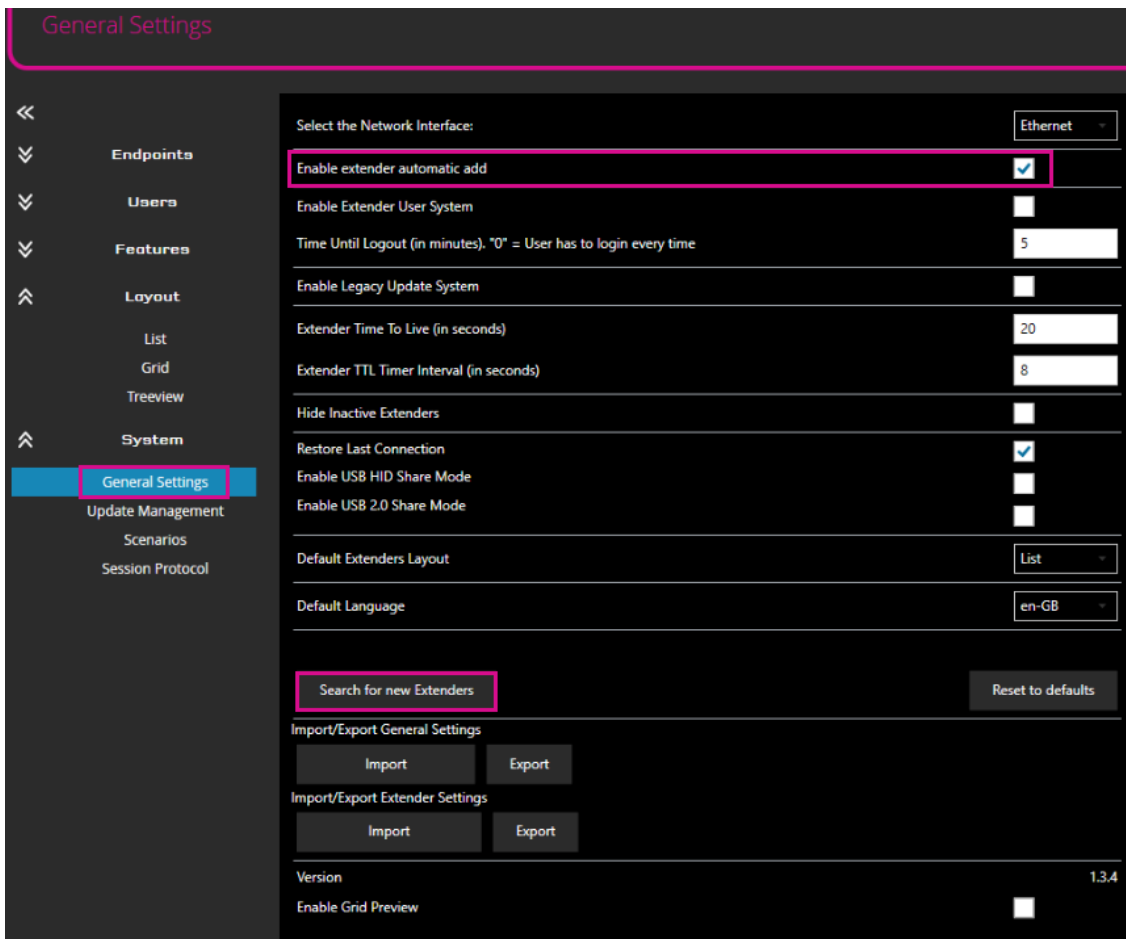 General Settings
Endpoints
Users
Features
Layout
List
Grid
Treeview
System
General Settings
Update Management
Scenarios
Session Protocol
Select the Network Interface: Ethernet
Enable extender automatic add
Enable Extender User System
Time Until Logout (in minutes). "0" = User has to login every time 5
Enable Legacy Update System
Extender Time To Live (in seconds) 20
Extender TTL Timer Interval (in seconds) 8
Hide Inactive Extenders
Restore Last Connection
Enable USB HID Share Mode
Enable USB 2.0 Share Mode
Default Extenders Layout List
Default Language en-GB
Search for new Extenders Reset to defaults
Import/Export General Settings
Import Export
Import/Export Extender Settings
Import Export
Version 1.3.4
Enable Grid Preview